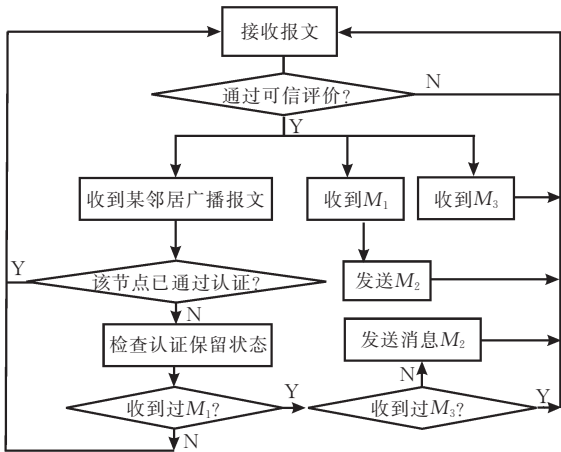 接收报文
通过可信评价?
N
Y
收到某邻居广播报文
收到M₁
收到M₃
Y
该节点已通过认证?
发送M₂
N
检查认证保留状态
发送消息M₂
N
收到过M₁?
Y
收到过M₃?
Y
N